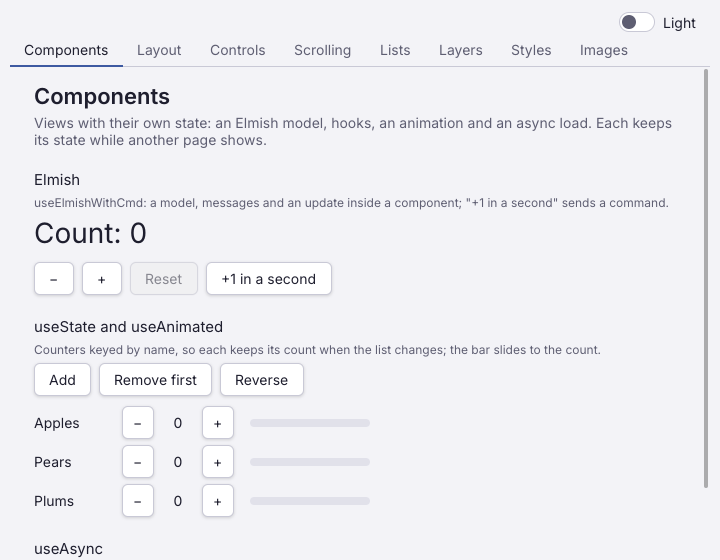 Light
Components Layout Controls Scrolling Lists Layers Styles Images
Components
Views with their own state: an Elmish model, hooks, an animation and an async load. Each keeps
its state while another page shows.
Elmish
useElmishWithCmd: a model, messages and an update inside a component; "+1 in a second" sends a command.
Count: 0
− + Reset +1 in a second
useState and useAnimated
Counters keyed by name, so each keeps its count when the list changes; the bar slides to the count.
Add Remove first Reverse
Apples − 0 +
Pears − 0 +
Plums − 0 +
useAsync